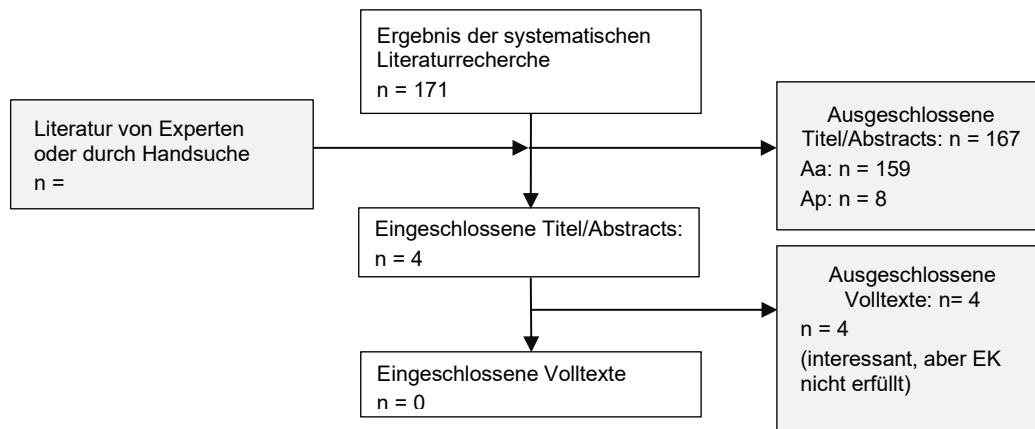 Ergebnis der systematischen
Literaturrecherche
n = 171
Literatur von Experten
oder durch Handsuche
n =
Ausgeschlossene
Titel/Abstracts: n = 167
Aa: n = 159
Ap: n = 8
Eingeschlossene Titel/Abstracts:
n = 4
Ausgeschlossene
Volltexte: n= 4
n = 4
(interessant, aber EK
nicht erfüllt)
Eingeschlossene Volltexte
n = 0